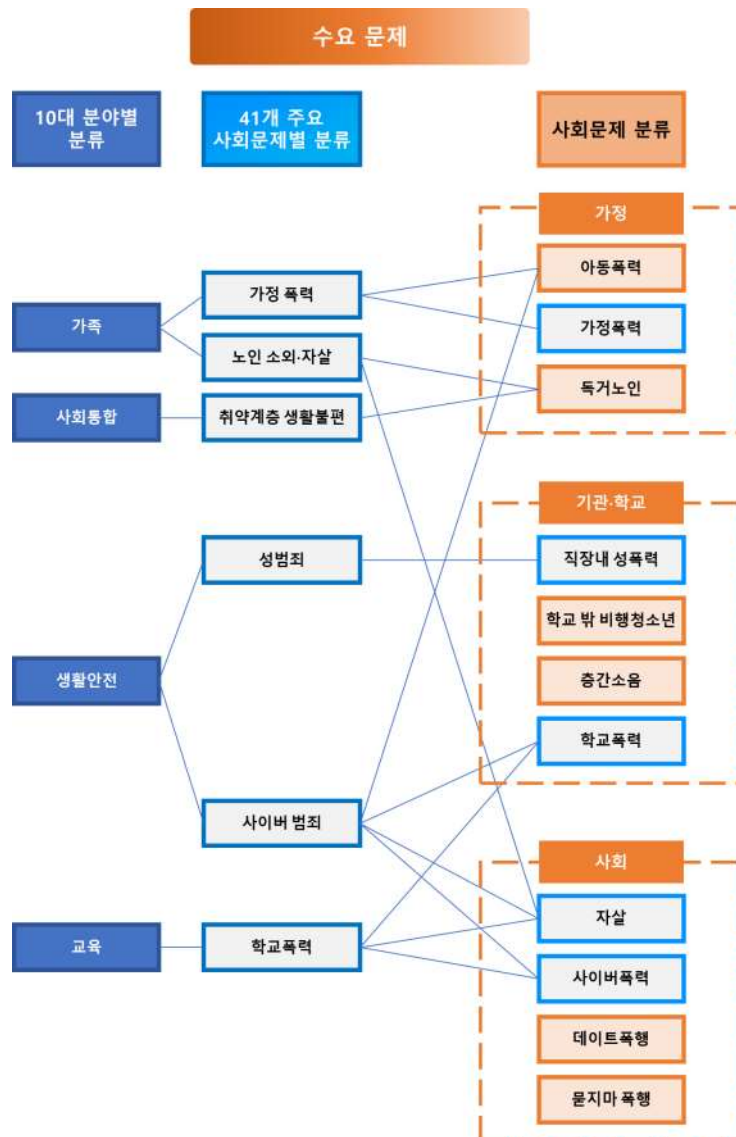 수요 문제
10대 분야별
분류
41개 주요
사회문제별 분류
사회문제 분류
가정
아동폭력
가정 폭력
가족
가정폭력
노인 소외·자살
독거노인
사회통합
취약계층 생활불편
기관·학교
성범죄
직장내 성폭력
학교 밖 비행청소년
생활안전
층간소음
학교폭력
사이버 범죄
사회
자살
교육
학교폭력
사이버폭력
데이트폭행
묻지마 폭행